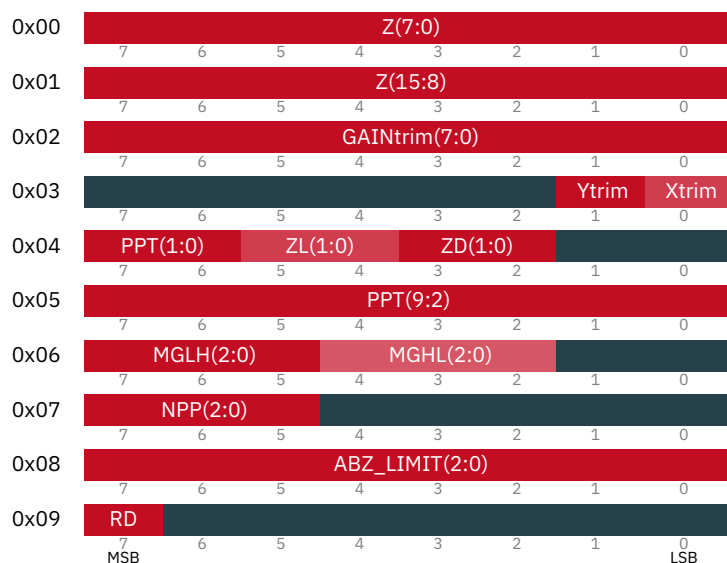 0x00 Z(7:0)
7 6 5 4 3 2 1 0
0x01 Z(15:8)
7 6 5 4 3 2 1 0
0x02 GAINtrim(7:0)
7 6 5 4 3 2 1 0
0x03 Ytrim Xtrim
7 6 5 4 3 2 1 0
0x04 PPT(1:0) ZL(1:0) ZD(1:0)
7 6 5 4 3 2 1 0
0x05 PPT(9:2)
7 6 5 4 3 2 1 0
0x06 MGLH(2:0) MGHL(2:0)
7 6 5 4 3 2 1 0
0x07 NPP(2:0)
7 6 5 4 3 2 1 0
0x08 ABZ_LIMIT(2:0)
7 6 5 4 3 2 1 0
0x09 RD
7 6 5 4 3 2 1 0
MSB LSB